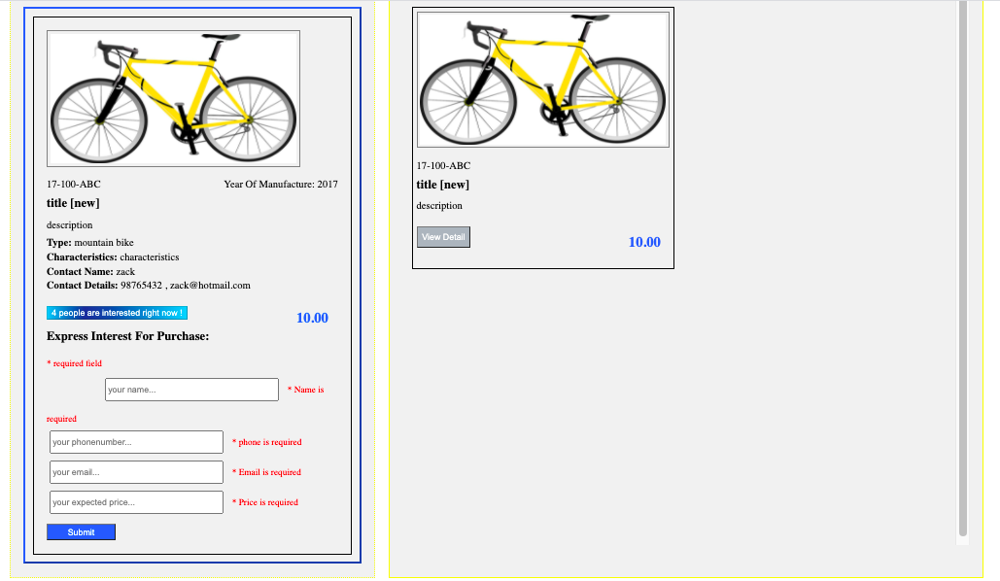 17-100-ABC Year Of Manufacture: 2017
title [new]
description
Type: mountain bike
Characteristics: characteristics
Contact Name: zack
Contact Details: 98765432 , zack@hotmail.com
4 people are interested right now !
10.00
Express Interest For Purchase:
* required field
your name... * Name is
required
your phonenumber... * phone is required
your email... * Email is required
your expected price... * Price is required
Submit
17-100-ABC
title [new]
description
View Detail
10.00